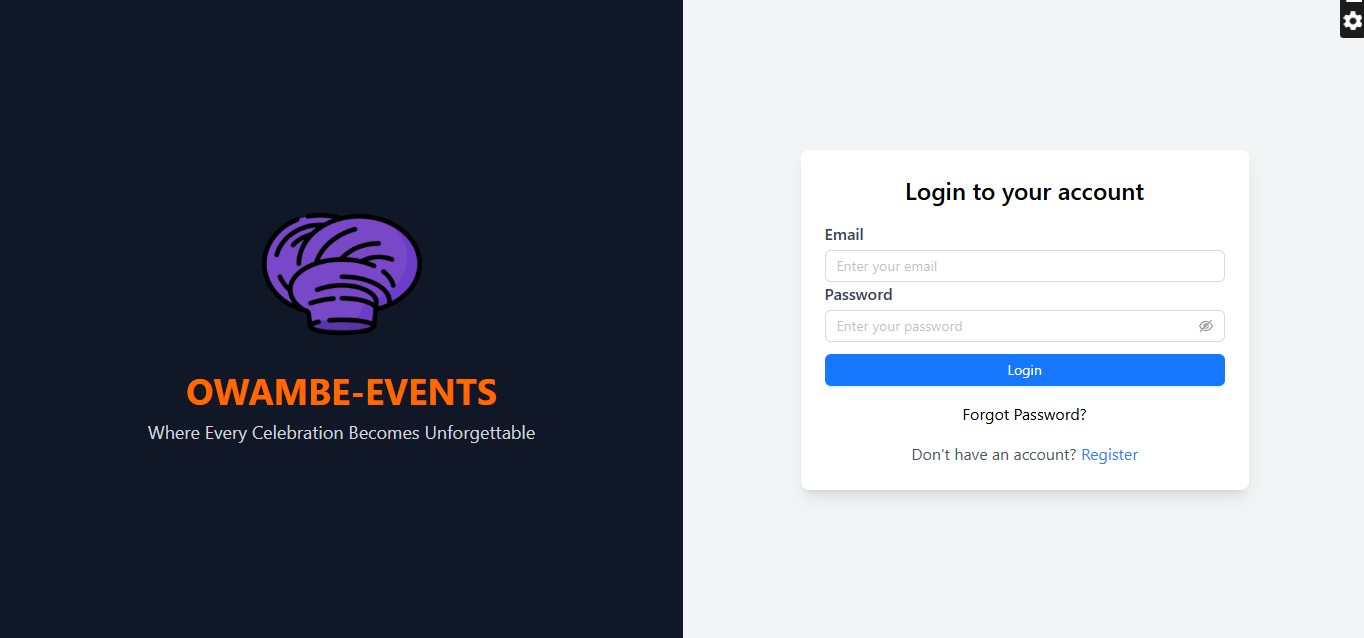 OWAMBE-EVENTS
Where Every Celebration Becomes Unforgettable
Login to your account
Email
Enter your email
Password
Enter your password
Login
Forgot Password?
Don't have an account? Register